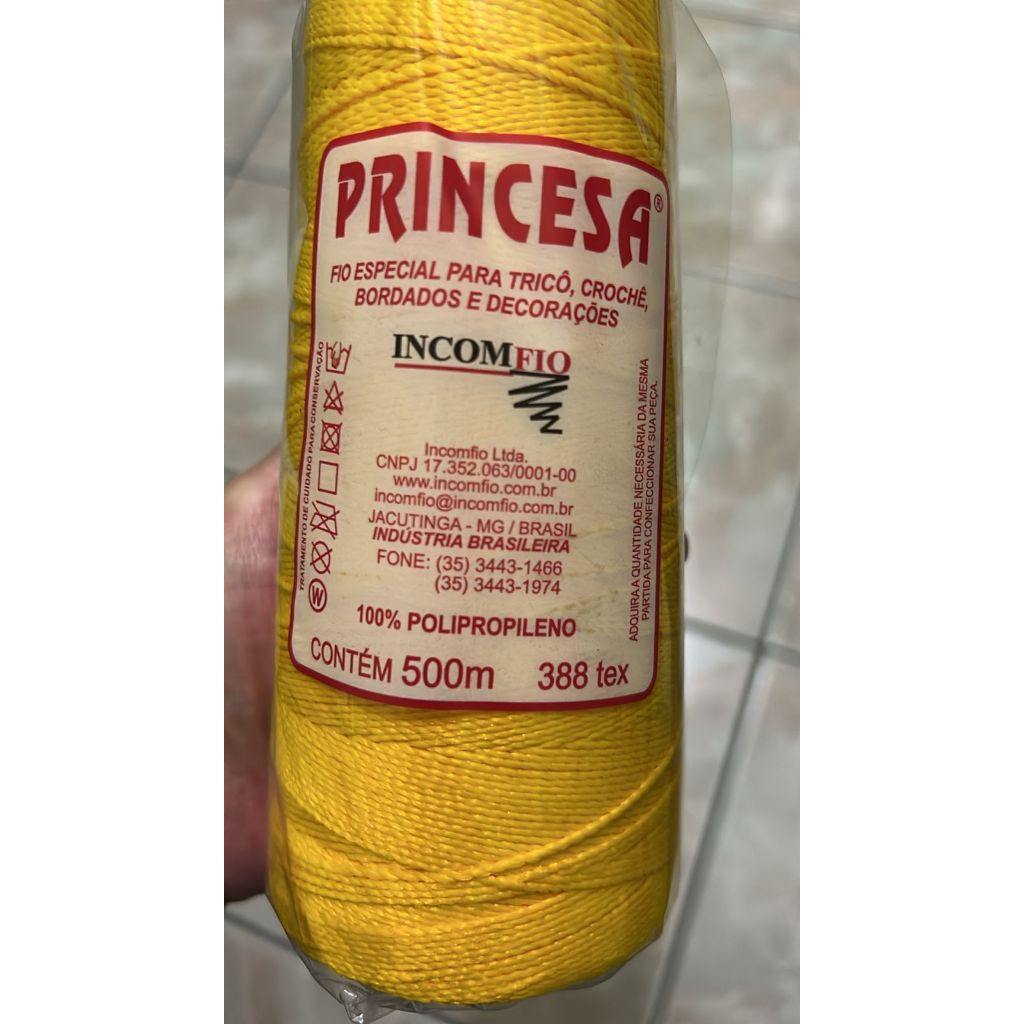 PRINCESA®
FIO ESPECIAL PARA TRICÔ, CROCHÊ,
BORDADOS E DECORAÇÕES
INCOMFIO
Incomfio Ltda.
CNPJ 17.352.063/0001-00
www.incomfio.com.br
incomfio@incomfio.com.br
JACUTINGA - MG / BRASIL
INDÚSTRIA BRASILEIRA
FONE: (35) 3443-1466
(35) 3443-1974
100% POLIPROPILENO
CONTÉM 500m 388 tex
TRATAMENTO DE CUIDADO PARA CONSERVAÇÃO
W
ADQUIRA A QUANTIDADE NECESSÁRIA DA MESMA
PARTIDA PARA CONFECCIONAR SUA PEÇA.